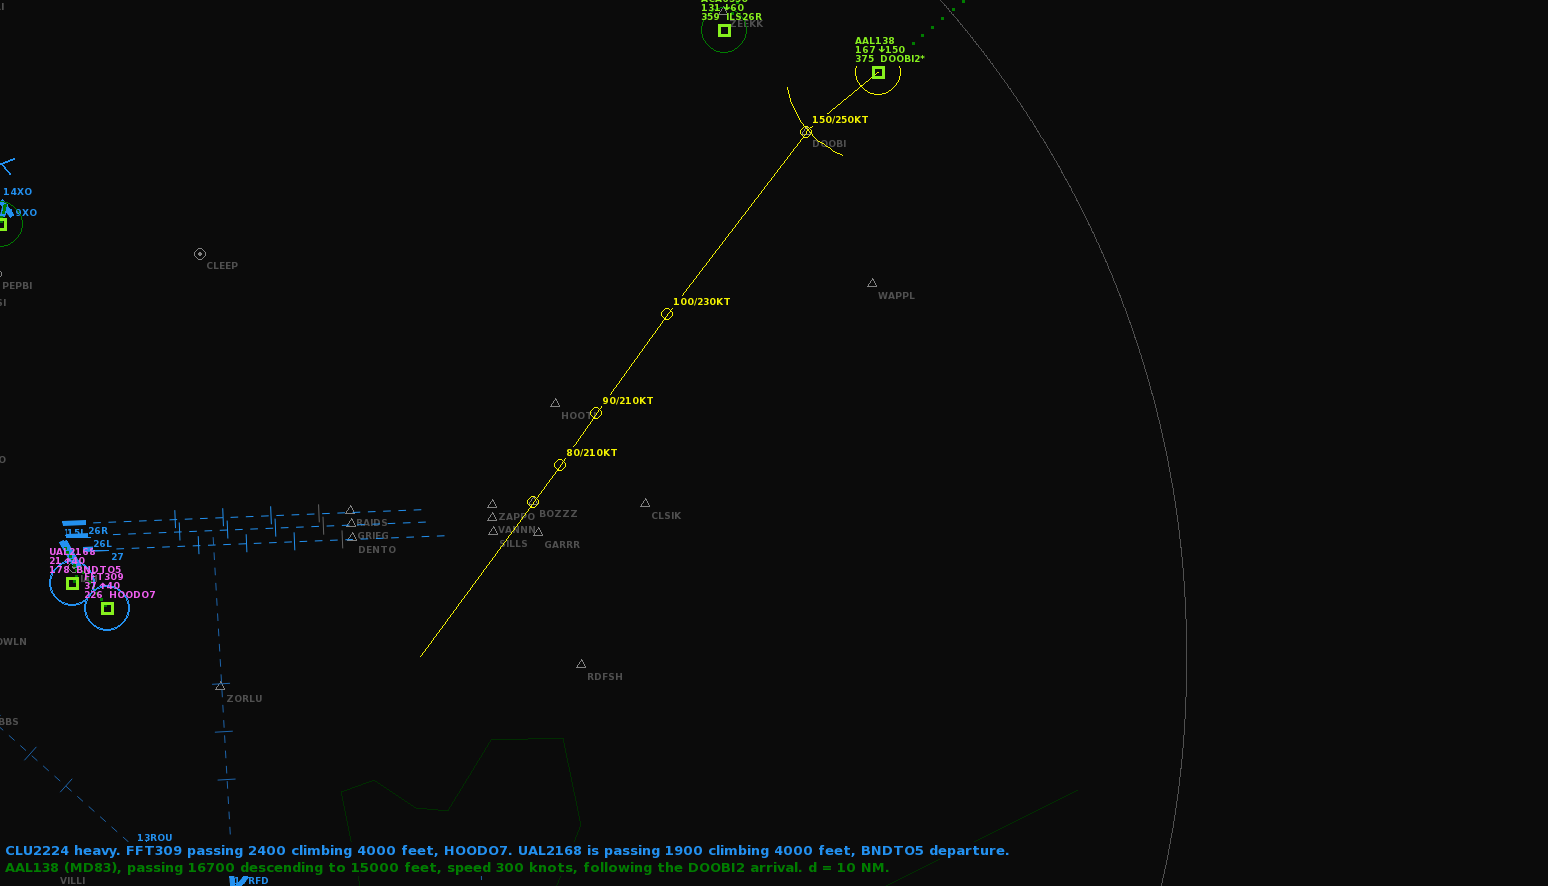 131 ↓60
359 ILS26R
ZEEKK
AAL138
167 ↓150
375 DOOBI2*
150/250KT
DOOBI
14XO
9XO
CLEEP
PEPBI
WAPPL
100/230KT
90/210KT
HOOT
80/210KT
BOZZZ
ZAPPO
CLSIK
RAIDS
VANNN
15L 26R
GRIEG
26L
SILLS
GARRR
DENTO
UAL2168
27
21 ↑40
178 BNDTO5
FFT309
37 ↑40
226 HOODO7
RDFSH
ZORLU
13ROU
CLU2224 heavy. FFT309 passing 2400 climbing 4000 feet, HOODO7. UAL2168 is passing 1900 climbing 4000 feet, BNDTO5 departure.
AAL138 (MD83), passing 16700 descending to 15000 feet, speed 300 knots, following the DOOBI2 arrival. d = 10 NM.
VILLI